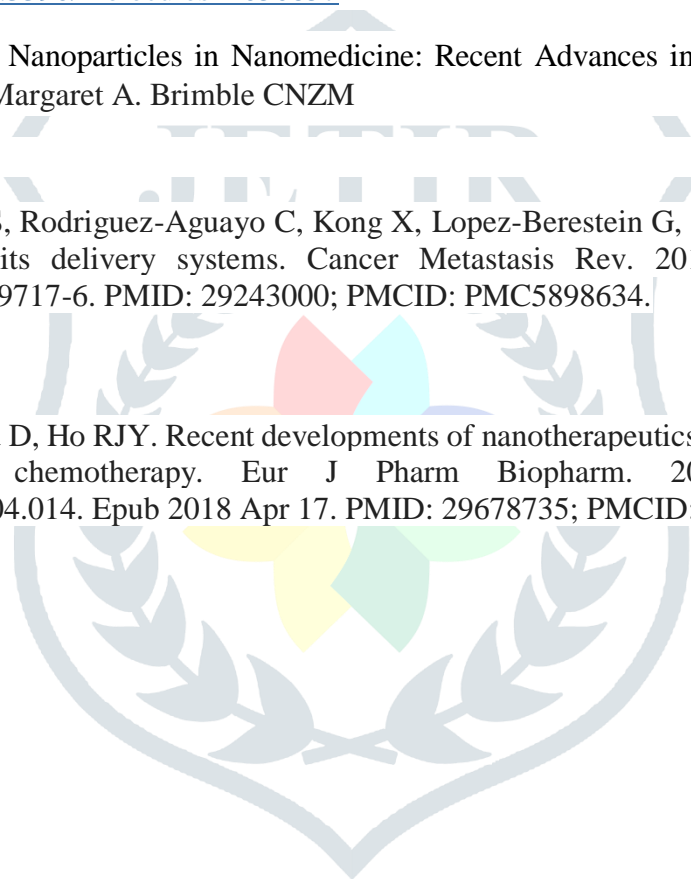 Nanoparticles in Nanomedicine: Recent Advances in
Margaret A. Brimble CNZM
JETIR
Rodriguez-Aguayo C, Kong X, Lopez-Berestein G,
its delivery systems. Cancer Metastasis Rev.
9717-6. PMID: 29243000; PMCID: PMC5898634.
D, Ho RJY. Recent developments of nanotherapeutics
chemotherapy. Eur J Pharm Biopharm.
04.014. Epub 2018 Apr 17. PMID: 29678735; PMCID: